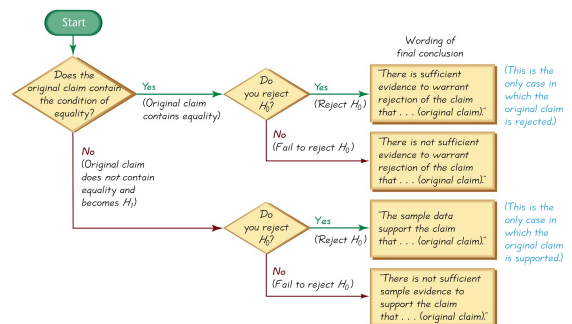 Start
Wording of
final conclusion
Does the
original claim contain
the condition of
equality?
Yes
(Original claim
contains equality)
Do
you reject
H₀?
Yes
(Reject H₀)
"There is sufficient
evidence to warrant
rejection of the claim
that . . . (original claim)."
(This is the
only case in
which the
original claim
is rejected.)
No
(Fail to reject H₀)
"There is not sufficient
evidence to warrant
rejection of the claim
that . . . (original claim)."
No
(Original claim
does not contain
equality and
becomes H₁)
Do
you reject
H₀?
Yes
(Reject H₀)
"The sample data
support the claim
that . . . (original claim)."
(This is the
only case in
which the
original claim
is supported.)
No
(Fail to reject H₀)
"There is not sufficient
sample evidence to
support the claim
that . . . (original claim)."